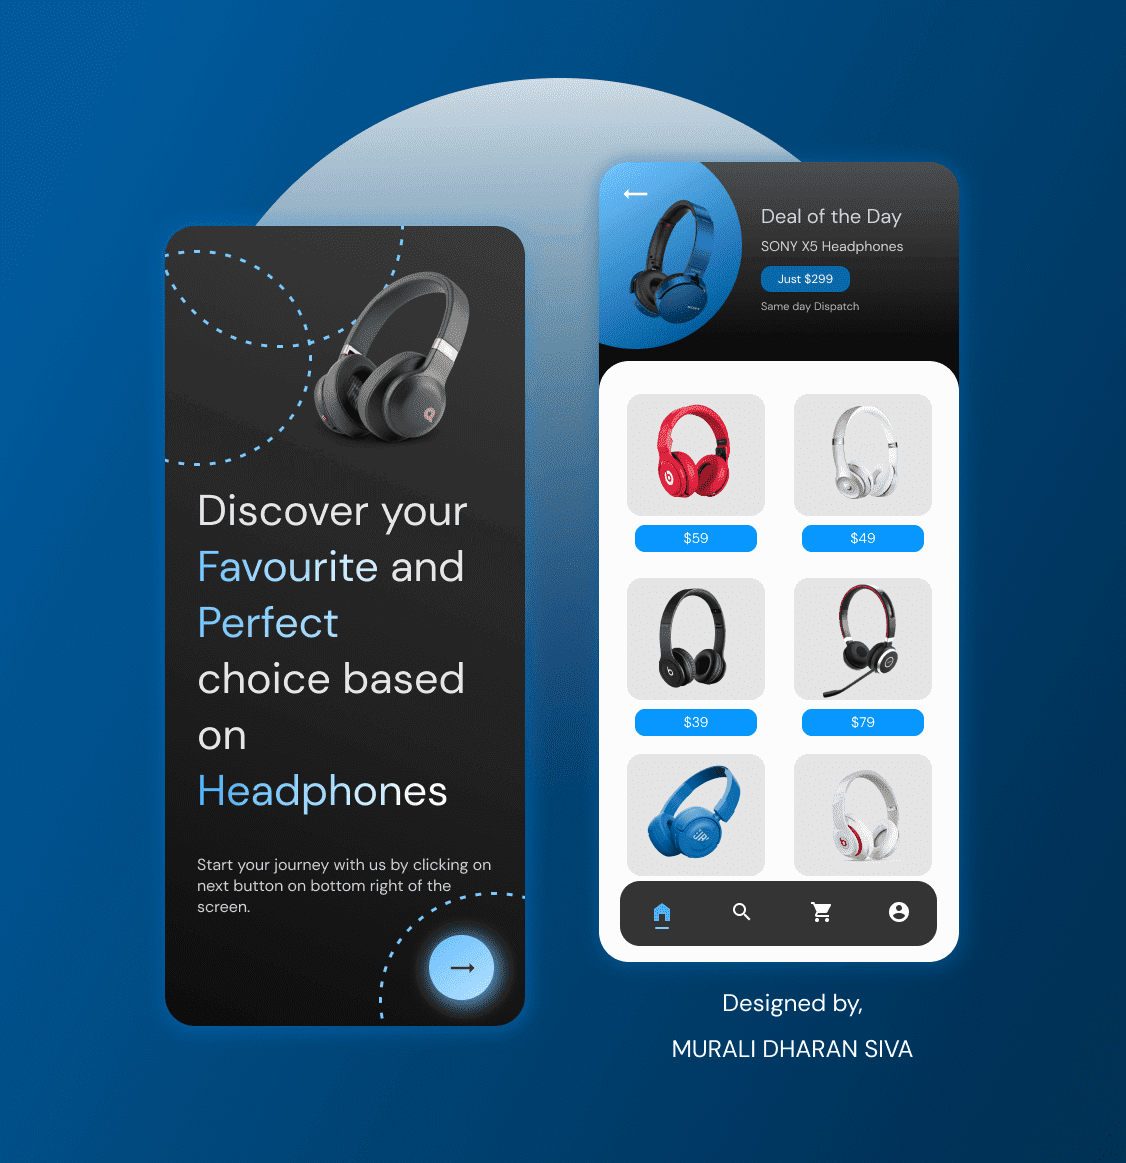 Discover your
Favourite and
Perfect
choice based
on
Headphones
Start your journey with us by clicking on
next button on bottom right of the
screen.
Deal of the Day
SONY X5 Headphones
Just $299
Same day Dispatch
SONY
$59
$49
$39
$79
JBL
Designed by,
MURALI DHARAN SIVA